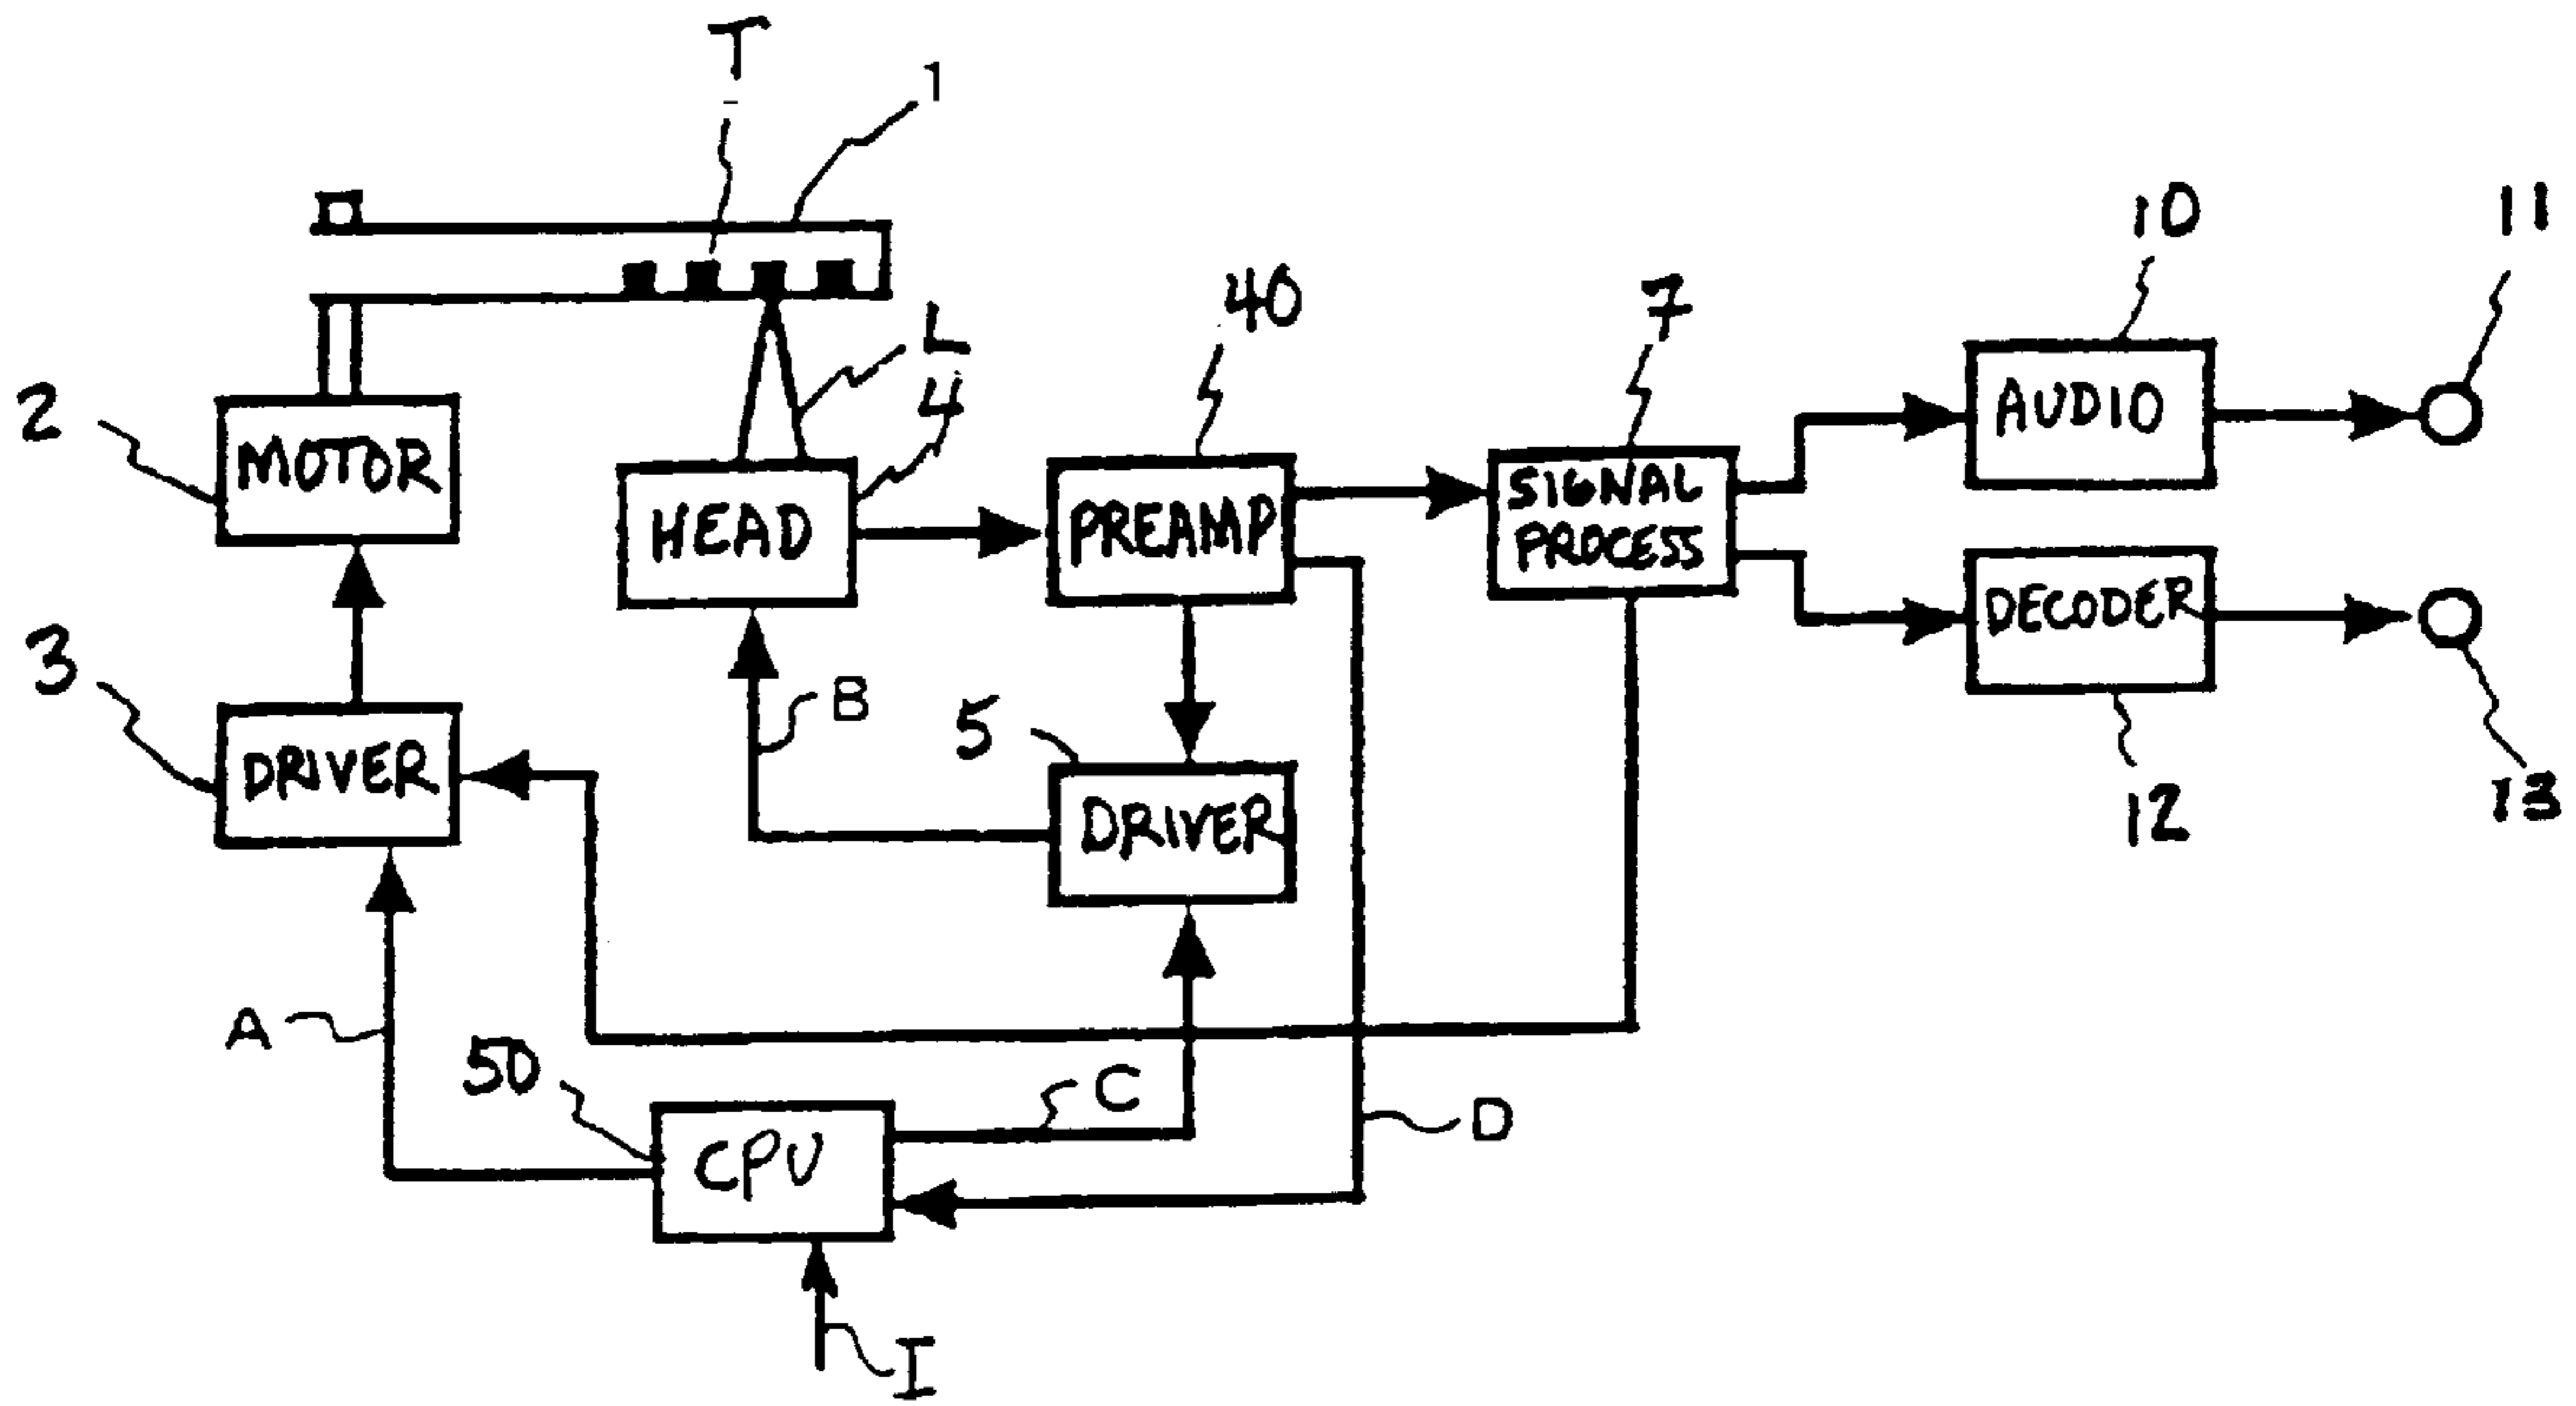 T
1
10
11
40
7
L
4
2
AUDIO
MOTOR
HEAD
PREAMP
SIGNAL
PROCESS
DECODER
3
B
5
13
DRIVER
DRIVER
12
A
50
C
D
CPU
I